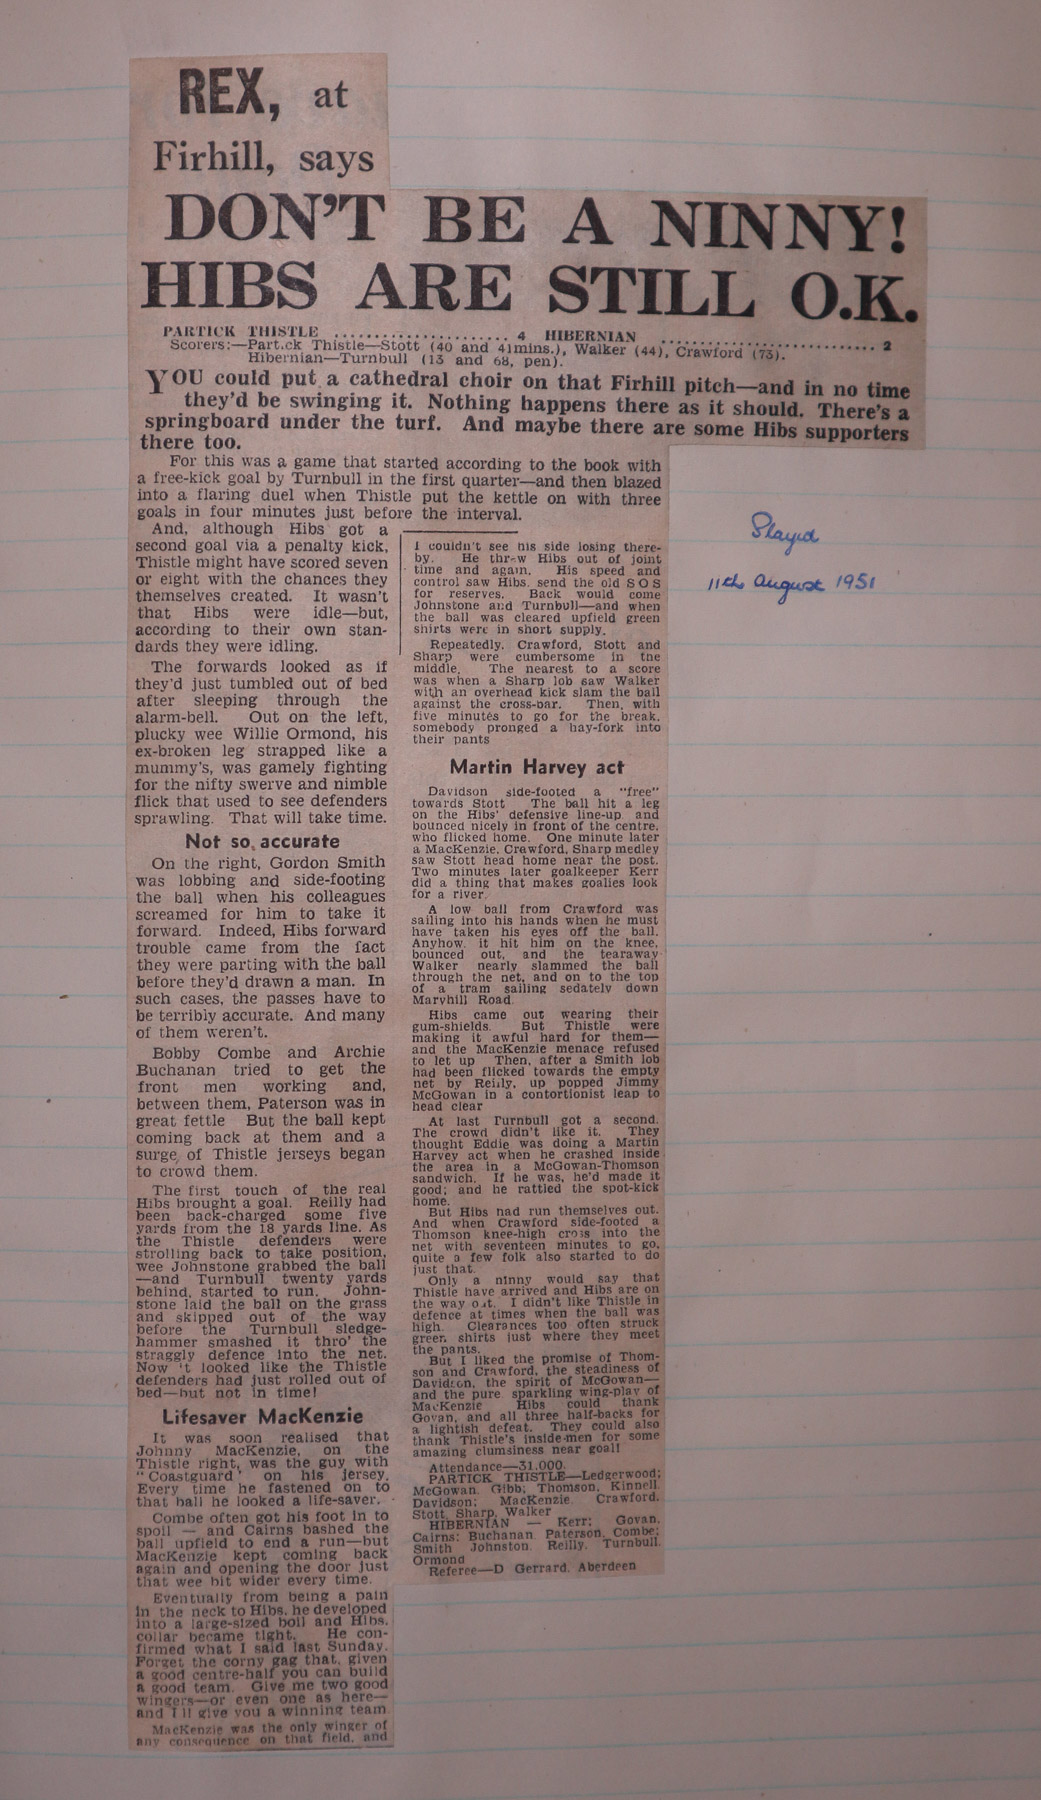 REX, at
Firhill, says
DON'T BE A NINNY!
HIBS ARE STILL O.K.
PARTICK THISTLE .................... 4 HIBERNIAN .................... 2
Scorers:—Part.ck Thistle—Stott (40 and 41mins.), Walker (44), Crawford (73).
Hibernian—Turnbull (13 and 68, pen).
YOU could put a cathedral choir on that Firhill pitch—and in no time
they'd be swinging it. Nothing happens there as it should. There's a
springboard under the turf. And maybe there are some Hibs supporters
there too.
For this was a game that started according to the book with
a free-kick goal by Turnbull in the first quarter—and then blazed
into a flaring duel when Thistle put the kettle on with three
goals in four minutes just before the interval.
And, although Hibs got a
second goal via a penalty kick,
Thistle might have scored seven
or eight with the chances they
themselves created. It wasn't
that Hibs were idle—but,
according to their own stan-
dards they were idling.
The forwards looked as if
they'd just tumbled out of bed
after sleeping through the
alarm-bell. Out on the left,
plucky wee Willie Ormond, his
ex-broken leg strapped like a
mummy's, was gamely fighting
for the nifty swerve and nimble
flick that used to see defenders
sprawling. That will take time.
Not so accurate
On the right, Gordon Smith
was lobbing and side-footing
the ball when his colleagues
screamed for him to take it
forward. Indeed, Hibs forward
trouble came from the fact
they were parting with the ball
before they'd drawn a man. In
such cases, the passes have to
be terribly accurate. And many
of them weren't.
Bobby Combe and Archie
Buchanan tried to get the
front men working and,
between them, Paterson was in
great fettle But the ball kept
coming back at them and a
surge of Thistle jerseys began
to crowd them.
The first touch of the real
Hibs brought a goal. Reilly had
been back-charged some five
yards from the 18 yards line. As
the Thistle defenders were
strolling back to take position,
wee Johnstone grabbed the ball
—and Turnbull twenty yards
behind, started to run. John-
stone laid the ball on the grass
and skipped out of the way
before the Turnbull sledge-
hammer smashed it thro' the
straggly defence into the net.
Now 't looked like the Thistle
defenders had just rolled out of
bed—but not in time!
Lifesaver MacKenzie
It was soon realised that
Johnny MacKenzie, on the
Thistle right, was the guy with
"Coastguard" on his jersey.
Every time he fastened on to
that ball he looked a life-saver.
Combe often got his foot in to
spoil — and Cairns bashed the
ball upfield to end a run—but
MacKenzie kept coming back
again and opening the door just
that wee bit wider every time.
Eventually from being a pain
in the neck to Hibs, he developed
into a large-sized boil and Hibs.
collar became tight. He con-
firmed what I said last Sunday.
Forget the corny gag that, given
a good centre-half you can build
a good team. Give me two good
wingers—or even one as here—
and I'll give you a winning team
MacKenzie was the only winger of
any consequence on that field, and
I couldn't see his side losing there-
by. He threw Hibs out of joint
time and again. His speed and
control saw Hibs. send the old SOS
for reserves. Back would come
Johnstone and Turnbull—and when
the ball was cleared upfield green
shirts were in short supply.
Repeatedly, Crawford, Stott and
Sharp were cumbersome in the
middle. The nearest to a score
was when a Sharp lob saw Walker
with an overhead kick slam the ball
against the cross-bar. Then, with
five minutes to go for the break,
somebody pronged a hay-fork into
their pants
Martin Harvey act
Davidson side-footed a "free"
towards Stott The ball hit a leg
on the Hibs' defensive line-up and
bounced nicely in front of the centre,
who flicked home. One minute later
a MacKenzie, Crawford, Sharp medley
saw Stott head home near the post.
Two minutes later goalkeeper Kerr
did a thing that makes goalies look
for a river.
A low ball from Crawford was
sailing into his hands when he must
have taken his eyes off the ball.
Anyhow, it hit him on the knee,
bounced out, and the tearaway
Walker nearly slammed the ball
through the net, and on to the top
of a tram sailing sedately down
Maryhill Road.
Hibs came out wearing their
gum-shields. But Thistle were
making it awful hard for them—
and the MacKenzie menace refused
to let up Then, after a Smith lob
had been flicked towards the empty
net by Reilly, up popped Jimmy
McGowan in a contortionist leap to
head clear
At last Turnbull got a second.
The crowd didn't like it. They
thought Eddie was doing a Martin
Harvey act when he crashed inside
the area in a McGowan-Thomson
sandwich. If he was, he'd made it
good; and he rattled the spot-kick
home.
But Hibs had run themselves out.
And when Crawford side-footed a
Thomson knee-high cross into the
net with seventeen minutes to go,
quite a few folk also started to do
just that.
Only a ninny would say that
Thistle have arrived and Hibs are on
the way out. I didn't like Thistle in
defence at times when the ball was
high. Clearances too often struck
green shirts just where they meet
the pants.
But I liked the promise of Thom-
son and Crawford, the steadiness of
Davidson, the spirit of McGowan—
and the pure sparkling wing-play of
MacKenzie Hibs could thank
Govan, and all three half-backs for
a lightish defeat. They could also
thank Thistle's inside-men for some
amazing clumsiness near goal!
Attendance—31,000.
PARTICK THISTLE—Ledgerwood;
McGowan, Gibb; Thomson, Kinnell,
Davidson; MacKenzie, Crawford,
Stott, Sharp, Walker
HIBERNIAN — Kerr; Govan,
Cairns; Buchanan, Paterson, Combe;
Smith Johnston, Reilly, Turnbull,
Ormond
Referee—D Gerrard, Aberdeen
Played
11th August 1951